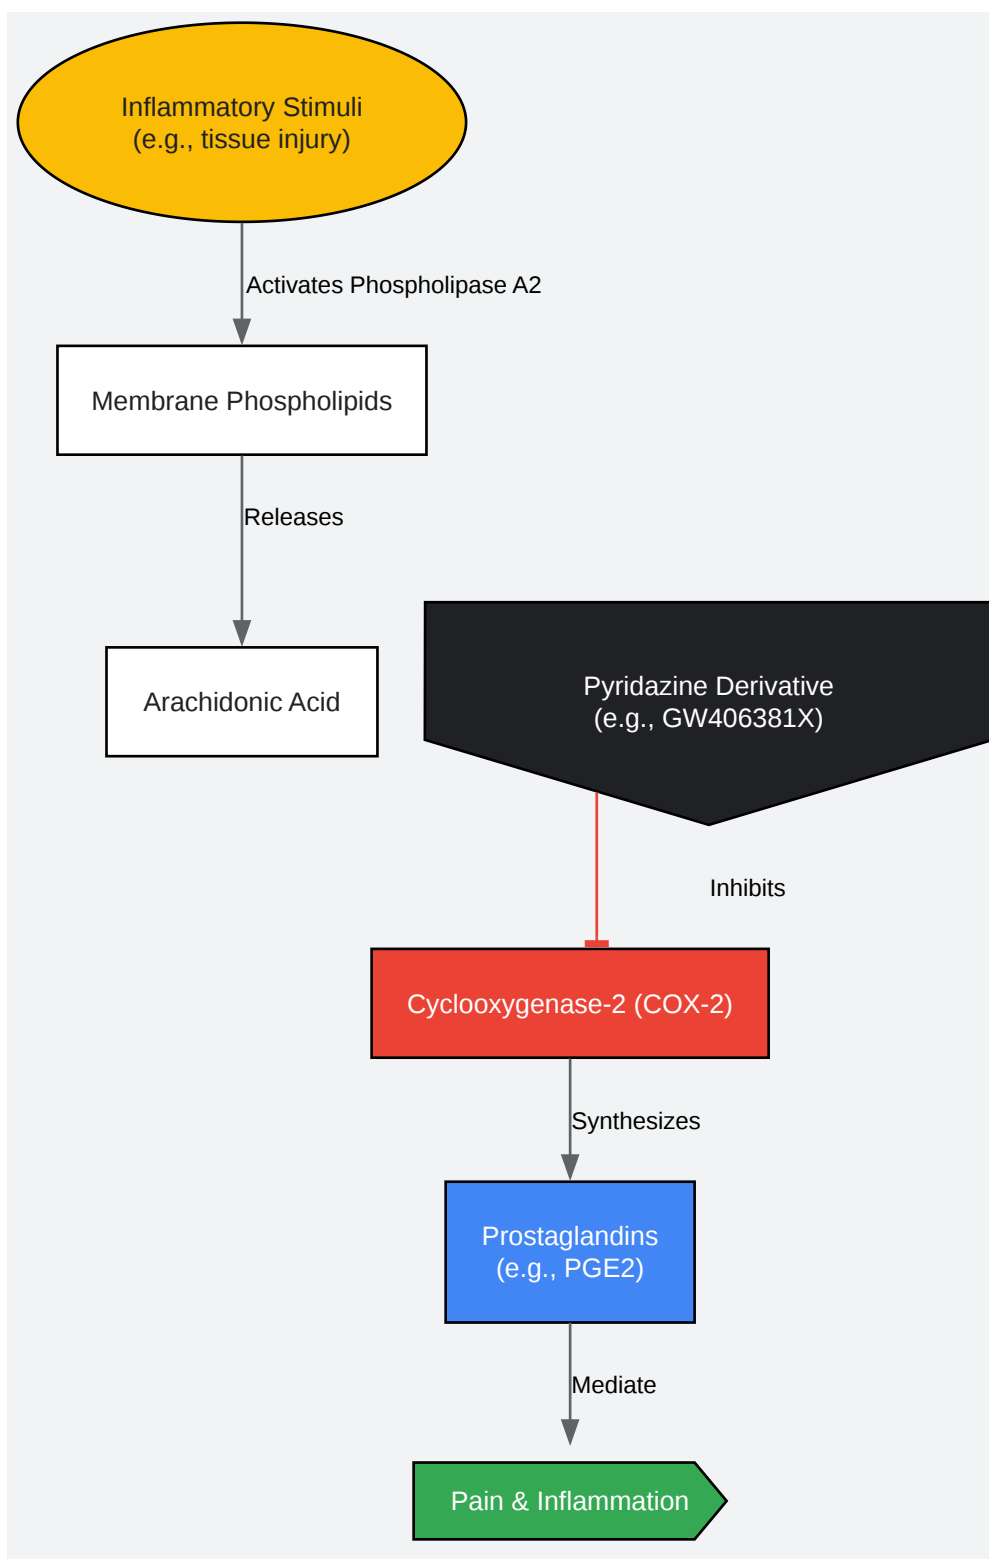 Inflammatory Stimuli
(e.g., tissue injury)
Activates Phospholipase A2
Membrane Phospholipids
Releases
Arachidonic Acid
Pyridazine Derivative
(e.g., GW406381X)
Inhibits
Cyclooxygenase-2 (COX-2)
Synthesizes
Prostaglandins
(e.g., PGE2)
Mediate
Pain & Inflammation